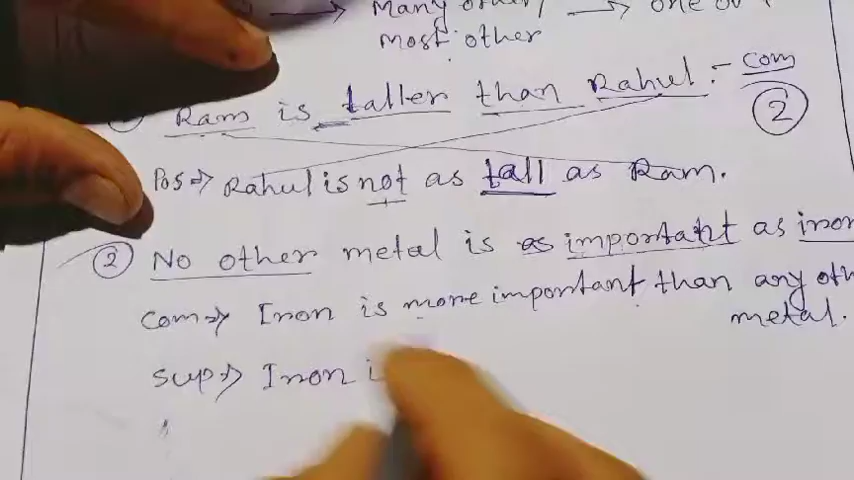 Many other → one of
most other
Ram is taller than Rahul :- Com
②
Pos⇒ Rahul is not as tall as Ram.
② No other metal is as important as iron
Com⇒ Iron is more important than any oth
metal.
Sup⇒ Iron i